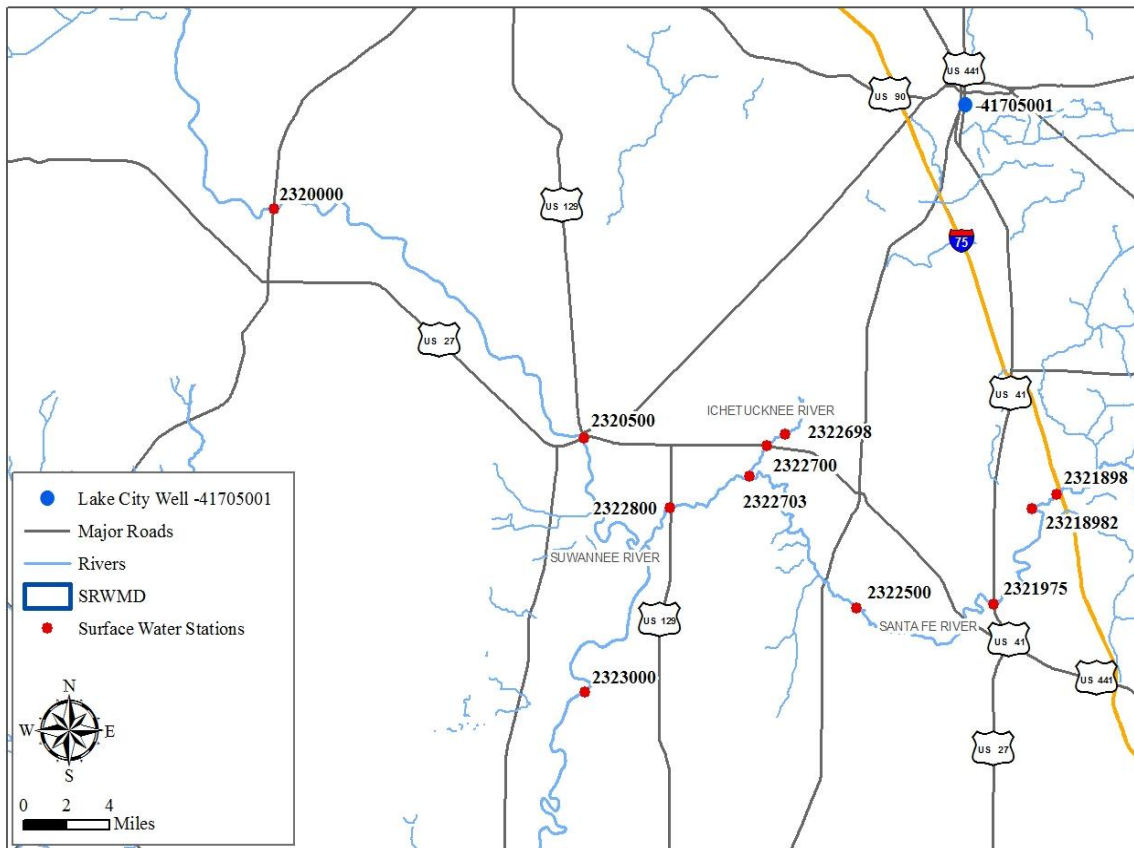 US 441
US 90
-41705001
2320000
US 129
75
US 27
US 41
ICHETUCKNEE RIVER
2320500
2322698
2322700
2321898
2322703
2322800
23218982
SUWANNEE RIVER
2322500
2321975
US 129
SANTA FE RIVER
US 41
2323000
US 441
US 27
Lake City Well -41705001
Major Roads
Rivers
SRWMD
Surface Water Stations
N
W E
S
0 2 4
Miles